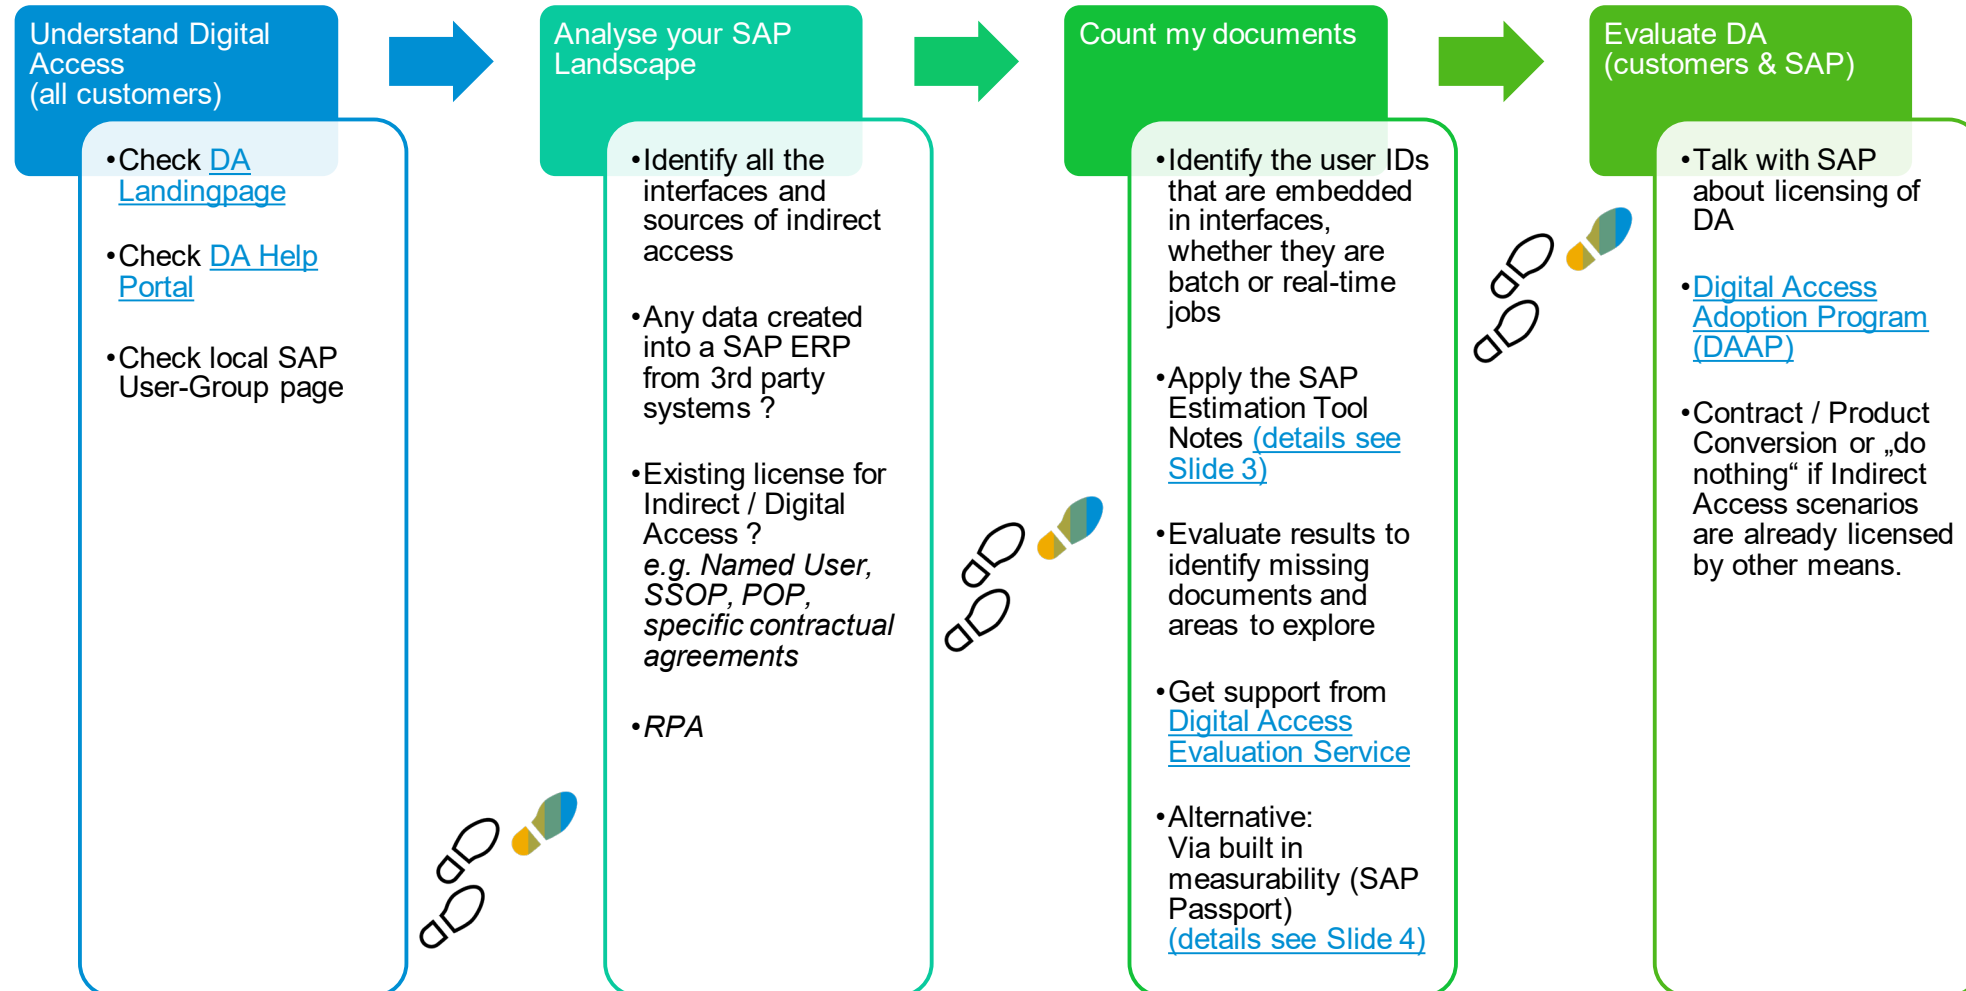 Understand Digital
Access
(all customers)
•Check DA
Landingpage
•Check DA Help
Portal
•Check local SAP
User-Group page
Analyse your SAP
Landscape
•Identify all the
interfaces and
sources of indirect
access
•Any data created
into a SAP ERP
from 3rd party
systems ?
•Existing license for
Indirect / Digital
Access ?
e.g. Named User,
SSOP, POP,
specific contractual
agreements
•RPA
Count my documents
•Identify the user IDs
that are embedded
in interfaces,
whether they are
batch or real-time
jobs
•Apply the SAP
Estimation Tool
Notes (details see
Slide 3)
•Evaluate results to
identify missing
documents and
areas to explore
•Get support from
Digital Access
Evaluation Service
•Alternative:
Via built in
measurability (SAP
Passport)
(details see Slide 4)
Evaluate DA
(customers & SAP)
•Talk with SAP
about licensing of
DA
•Digital Access
Adoption Program
(DAAP)
•Contract / Product
Conversion or „do
nothing“ if Indirect
Access scenarios
are already licensed
by other means.